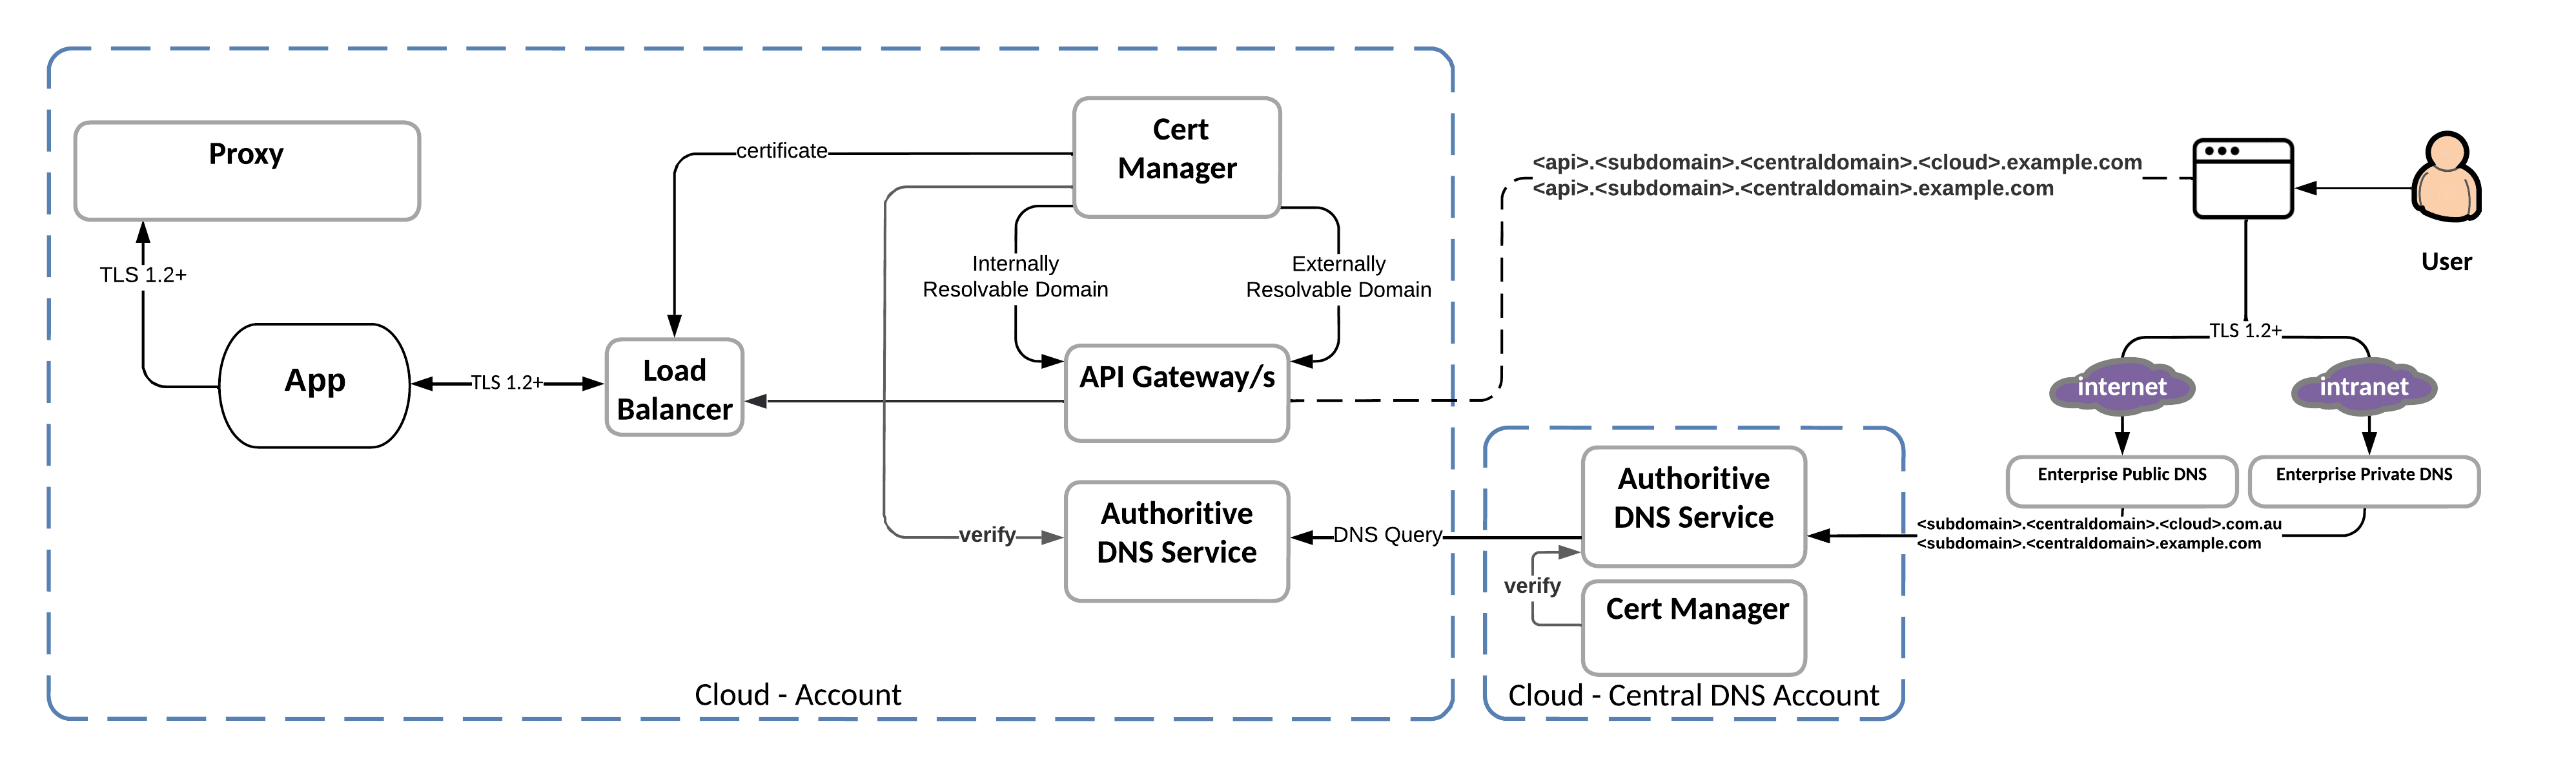 Proxy
TLS 1.2+
App
TLS 1.2+
Load
Balancer
certificate
Cert
Manager
Internally
Resolvable Domain
Externally
Resolvable Domain
API Gateway/s
verify
Authoritive
DNS Service
DNS Query
Cloud - Account
Authoritive
DNS Service
verify
Cert Manager
Cloud - Central DNS Account
<api>.<subdomain>.<centraldomain>.<cloud>.example.com
<api>.<subdomain>.<centraldomain>.example.com
User
TLS 1.2+
internet
intranet
Enterprise Public DNS
Enterprise Private DNS
<subdomain>.<centraldomain>.<cloud>.com.au
<subdomain>.<centraldomain>.example.com